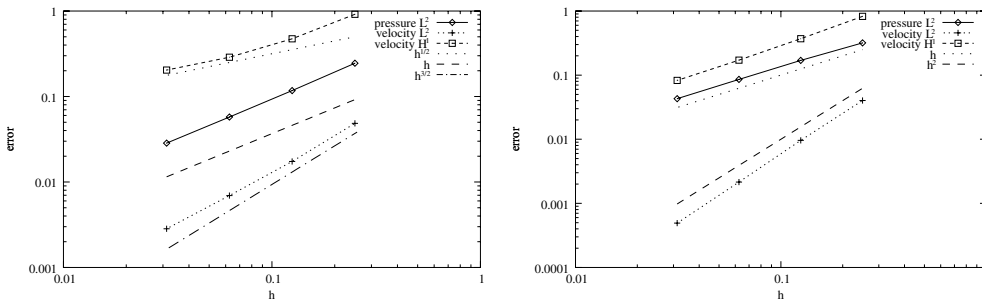 1
0.1
0.01
0.001
error
0.01
0.1
1
h
pressure L²
velocity L²
velocity H¹
h^{1/2}
h
h^{3/2}
1
0.1
0.01
0.001
0.0001
error
0.1
h
pressure L²
velocity L²
velocity H¹
h
h²
0.01